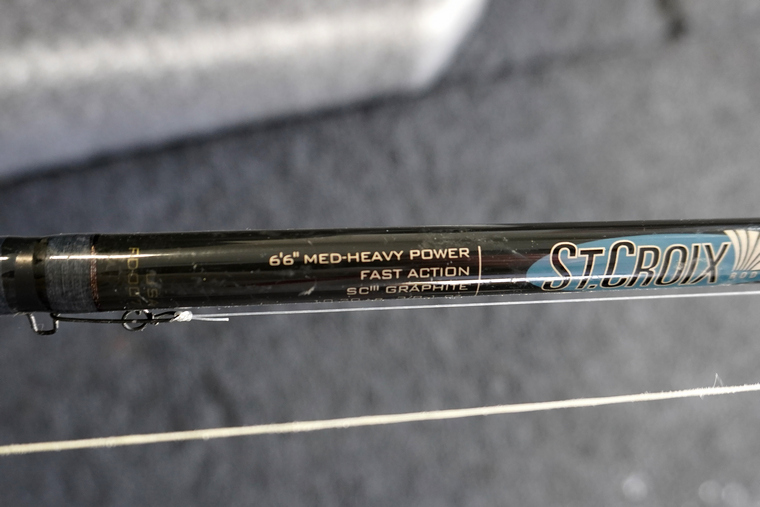 6'6" MED-HEAVY POWER
FAST ACTION
SCIII GRAPHITE
ST.CROIX